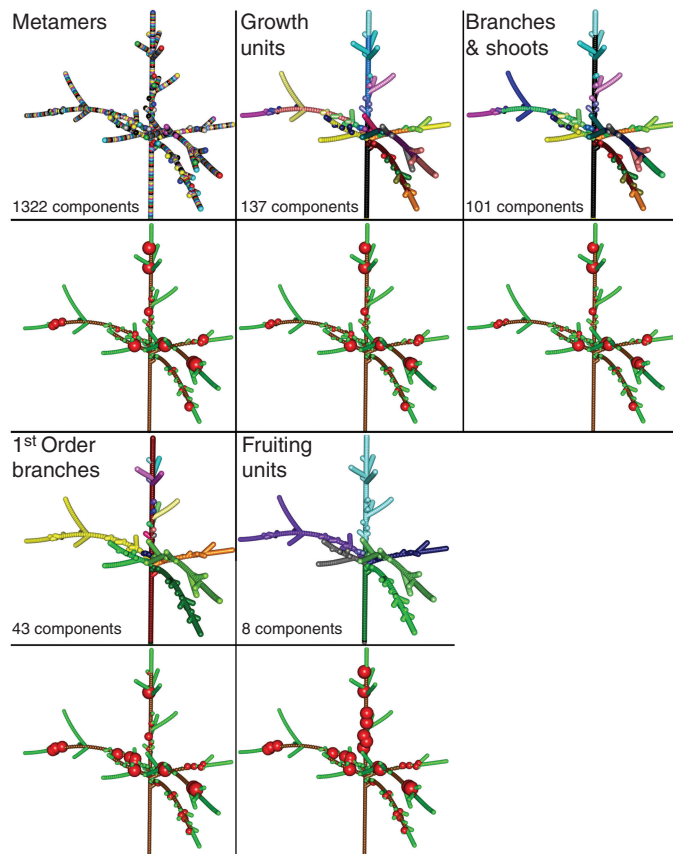 Metamers
1322 components
Growth
units
137 components
Branches
& shoots
101 components
1st Order
branches
43 components
Fruiting
units
8 components